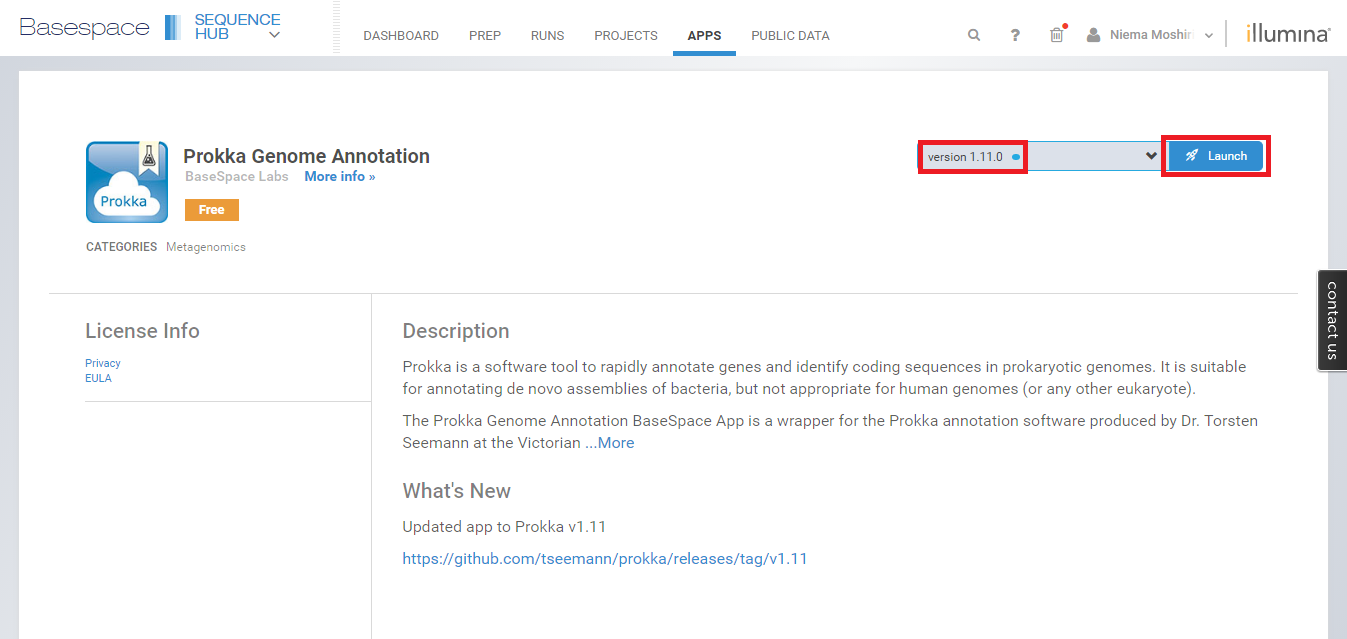 Basespace SEQUENCE HUB
DASHBOARD PREP RUNS PROJECTS APPS PUBLIC DATA
? Niema Moshiri illumina®
Prokka
Prokka Genome Annotation
BaseSpace Labs More info »
Free
version 1.11.0
Launch
CATEGORIES Metagenomics
contact us
License Info
Privacy
EULA
Description
Prokka is a software tool to rapidly annotate genes and identify coding sequences in prokaryotic genomes. It is suitable
for annotating de novo assemblies of bacteria, but not appropriate for human genomes (or any other eukaryote).
The Prokka Genome Annotation BaseSpace App is a wrapper for the Prokka annotation software produced by Dr. Torsten
Seemann at the Victorian ...More
What's New
Updated app to Prokka v1.11
https://github.com/tseemann/prokka/releases/tag/v1.11